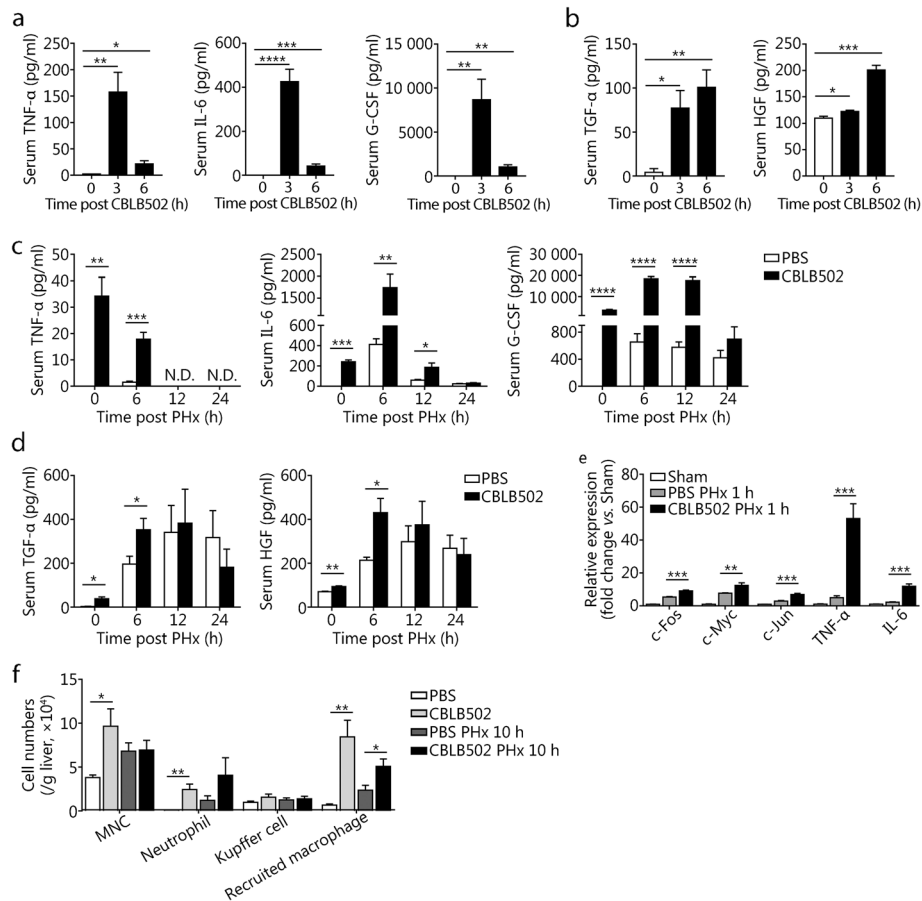 a
Serum TNF-α (pg/ml)
250
200
150
100
50
0
*
**
0 3 6
Time post CBLB502 (h)
Serum IL-6 (pg/ml)
600
400
200
0
***
****
0 3 6
Time post CBLB502 (h)
Serum G-CSF (pg/ml)
15 000
10 000
5000
0
**
**
0 3 6
Time post CBLB502 (h)
b
Serum TGF-α (pg/ml)
150
100
50
0
**
*
0 3 6
Time post CBLB502 (h)
Serum HGF (pg/ml)
250
200
150
100
50
0
***
*
0 3 6
Time post CBLB502 (h)
c
Serum TNF-α (pg/ml)
50
40
30
20
10
0
**
***
N.D. N.D.
0 6 12 24
Time post PHx (h)
Serum IL-6 (pg/ml)
2500
2000
1500
1000
400
200
0
***
**
*
0 6 12 24
Time post PHx (h)
Serum G-CSF (pg/ml)
30 000
20 000
10 000
800
400
0
****
****
****
0 6 12 24
Time post PHx (h)
PBS
CBLB502
d
Serum TGF-α (pg/ml)
600
400
200
0
*
*
0 6 12 24
Time post PHx (h)
Serum HGF (pg/ml)
600
400
200
0
**
*
0 6 12 24
Time post PHx (h)
PBS
CBLB502
e
Relative expression
(fold change vs. Sham)
80
60
40
20
0
Sham
PBS PHx 1 h
CBLB502 PHx 1 h
***
**
***
***
***
c-Fos
c-Myc
c-Jun
TNF-α
IL-6
f
Cell numbers
(/g liver, ×10⁴)
15
10
5
0
*
**
**
*
MNC
Neutrophil
Kupffer cell
Recruited macrophage
PBS
CBLB502
PBS PHx 10 h
CBLB502 PHx 10 h